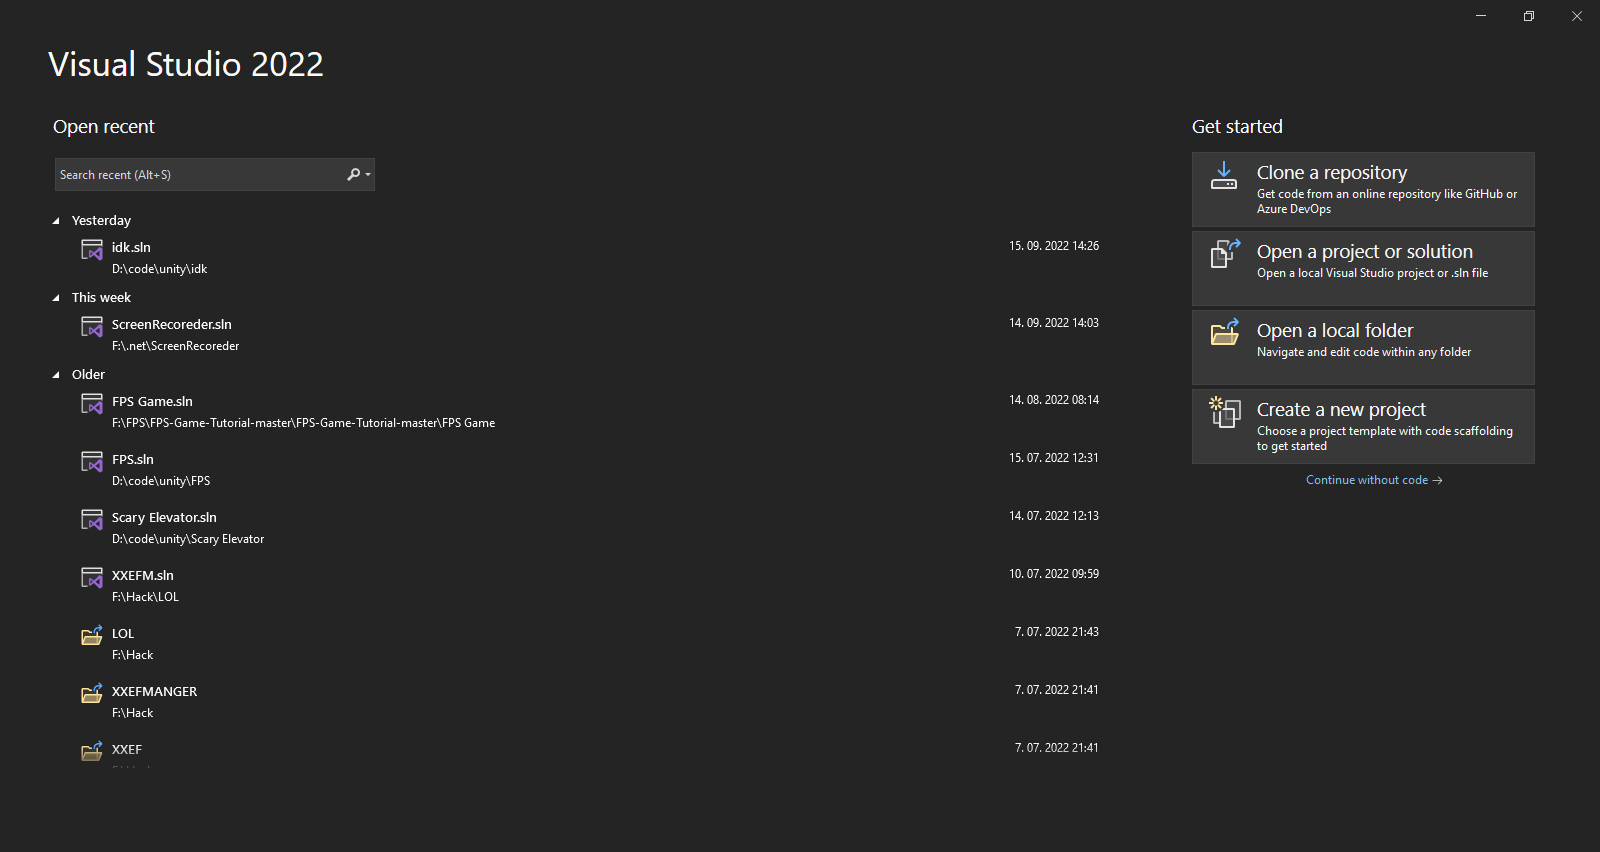 Visual Studio 2022
Open recent
Search recent (Alt+S)
Yesterday
idk.sln
15. 09. 2022 14:26
D:\code\unity\idk
This week
ScreenRecoreder.sln
14. 09. 2022 14:03
F:\.net\ScreenRecoreder
Older
FPS Game.sln
14. 08. 2022 08:14
F:\FPS\FPS-Game-Tutorial-master\FPS-Game-Tutorial-master\FPS Game
FPS.sln
15. 07. 2022 12:31
D:\code\unity\FPS
Scary Elevator.sln
14. 07. 2022 12:13
D:\code\unity\Scary Elevator
XXEFM.sln
10. 07. 2022 09:59
F:\Hack\LOL
LOL
7. 07. 2022 21:43
F:\Hack
XXEFMANGER
7. 07. 2022 21:41
F:\Hack
XXEF
7. 07. 2022 21:41
Get started
Clone a repository
Get code from an online repository like GitHub or
Azure DevOps
Open a project or solution
Open a local Visual Studio project or .sln file
Open a local folder
Navigate and edit code within any folder
Create a new project
Choose a project template with code scaffolding
to get started
Continue without code →